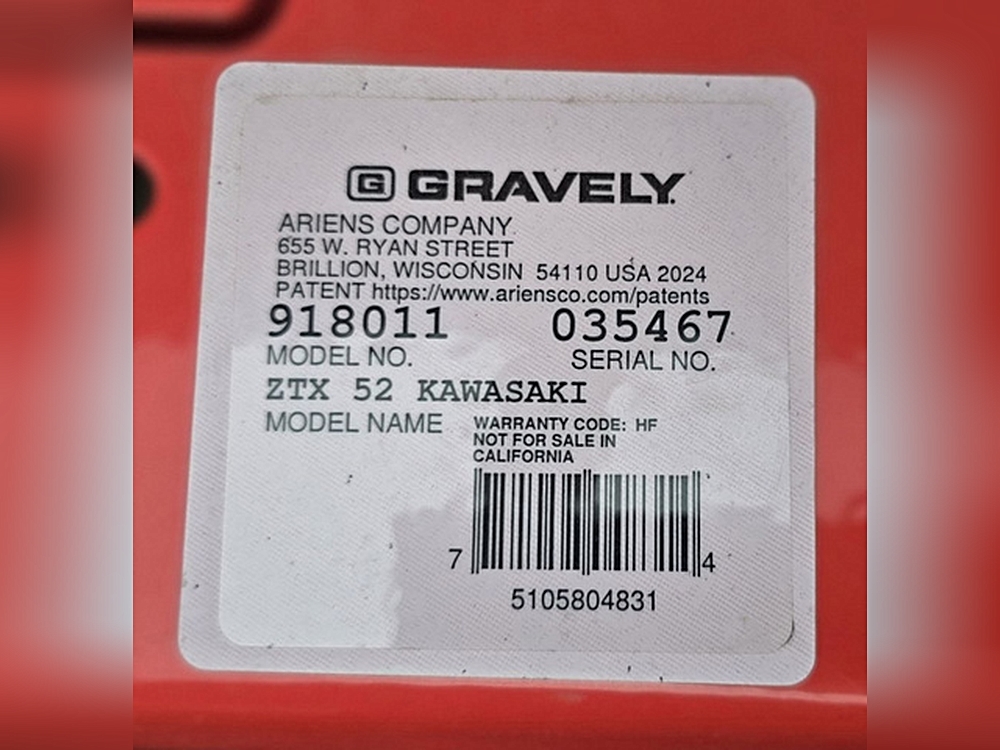 G GRAVELY
ARIENS COMPANY
655 W. RYAN STREET
BRILLION, WISCONSIN 54110 USA 2024
PATENT https://www.ariensco.com/patents
918011 035467
MODEL NO. SERIAL NO.
ZTX 52 KAWASAKI
MODEL NAME
WARRANTY CODE: HF
NOT FOR SALE IN
CALIFORNIA
7 4
5105804831